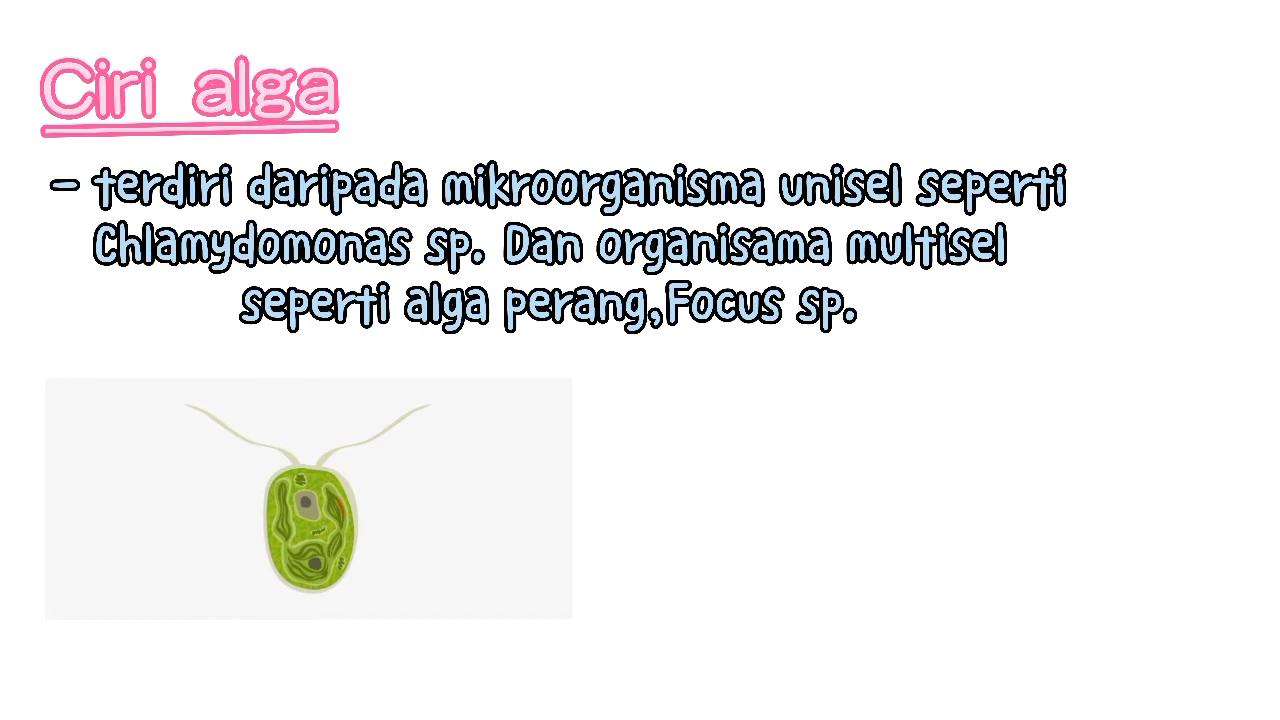 Ciri alga
- terdiri daripada mikroorganisma unisel seperti
Chlamydomonas sp. Dan organisama multisel
seperti alga perang,Focus sp.